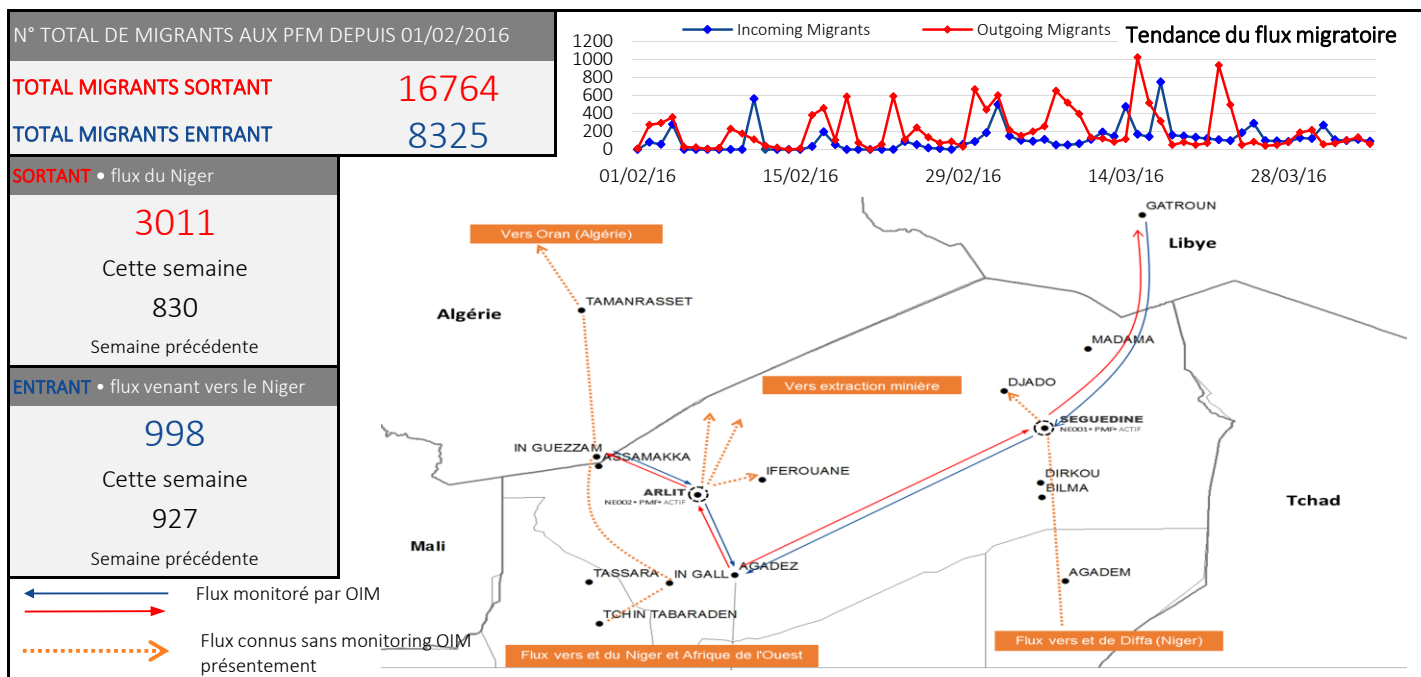 N° TOTAL DE MIGRANTS AUX PFM DEPUIS 01/02/2016
TOTAL MIGRANTS SORTANT 16764
TOTAL MIGRANTS ENTRANT 8325
Incoming Migrants Outgoing Migrants
Tendance du flux migratoire
1200
1000
800
600
400
200
0
01/02/16 15/02/16 29/02/16 14/03/16 28/03/16
SORTANT • flux du Niger
3011
Cette semaine
830
Semaine précédente
ENTRANT • flux venant vers le Niger
998
Cette semaine
927
Semaine précédente
Flux monitoré par OIM
Flux connus sans monitoring OIM
présentement
GATROUN
Vers Oran (Algérie)
Libye
TAMANRASSET
Algérie
MADAMA
Vers extraction minière
DJADO
SEGUEDINE
NE001• PMF• ACTIF
IN GUEZZAM
ASSAMAKKA
IFEROUANE
DIRKOU
BILMA
ARLIT
NE002• PMF• ACTIF
Tchad
Mali
AGADEZ
TASSARA
IN GALL
AGADEM
TCHIN TABARADEN
Flux vers et de Diffa (Niger)
Flux vers et du Niger et Afrique de l'Ouest